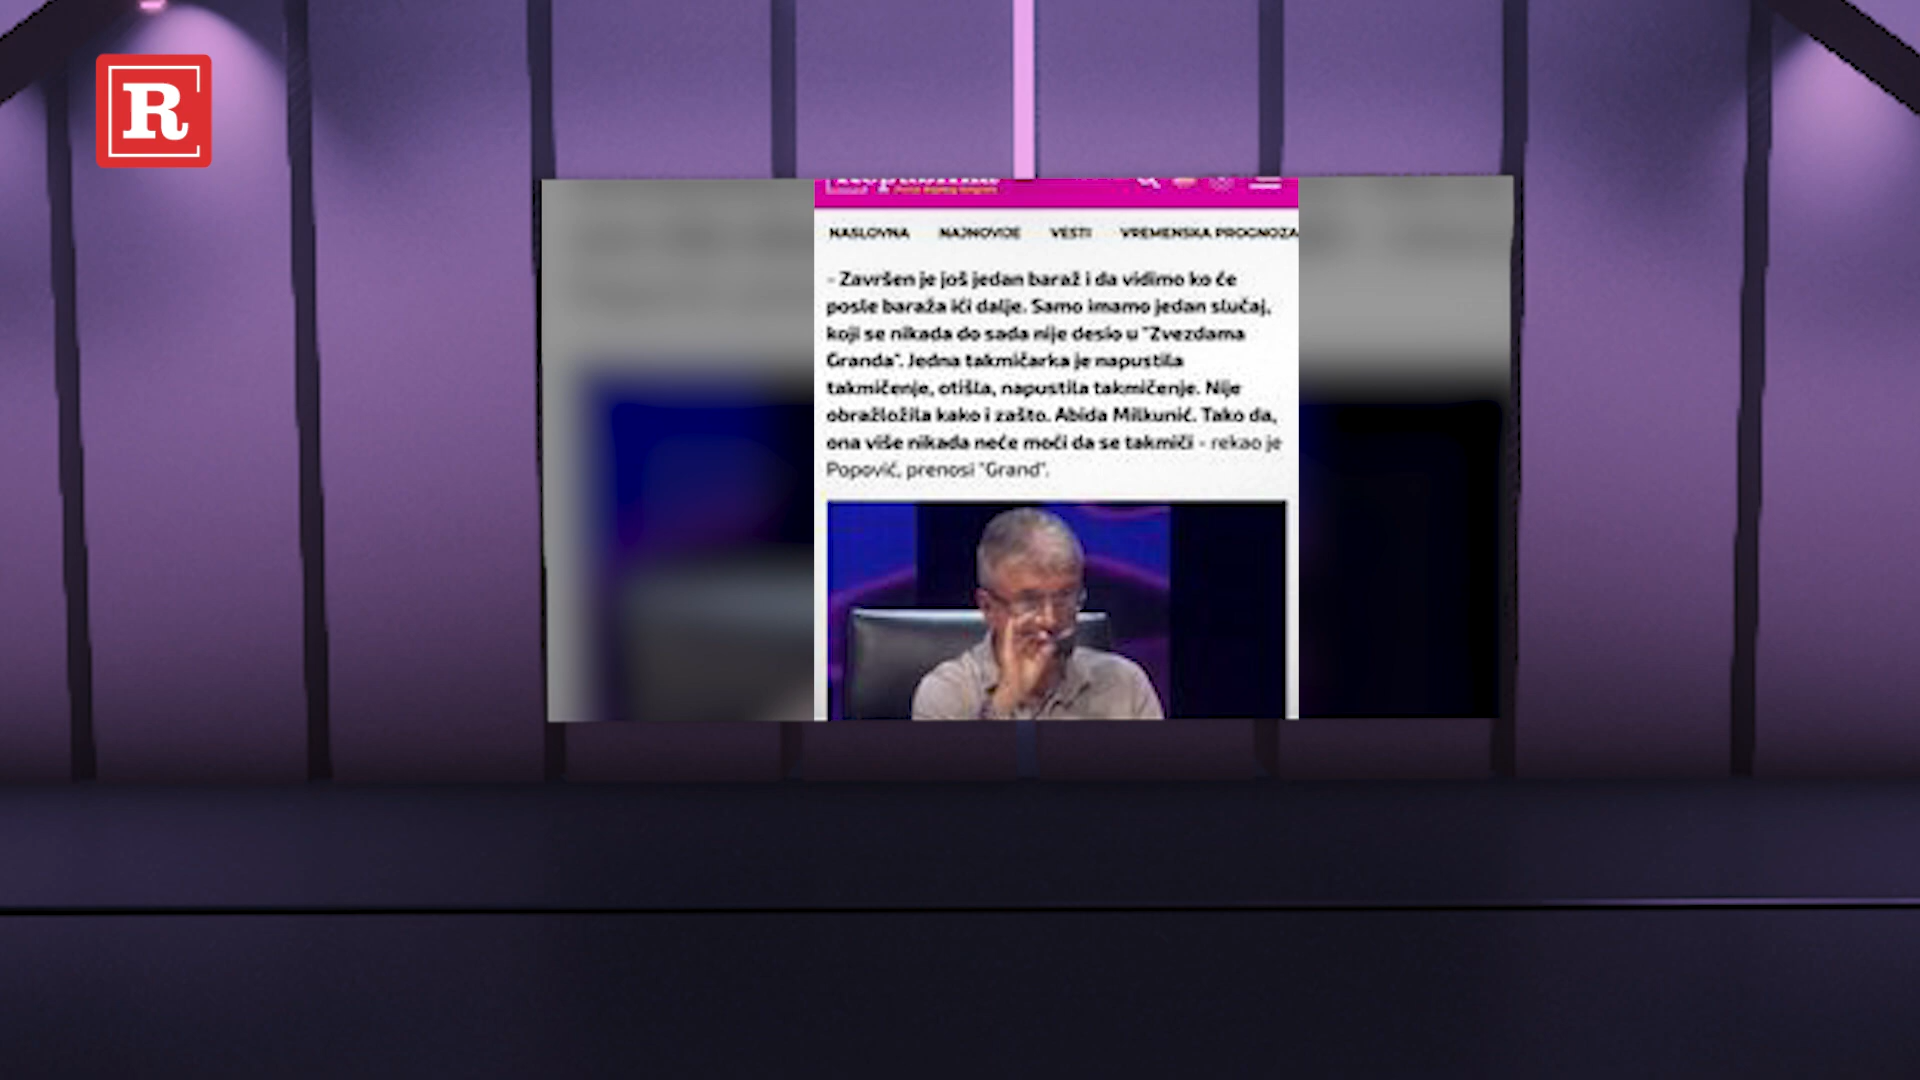 R
NASLOVNA NAJNOVIJE VESTI VREMENSKA PROGNOZA
- Završen je još jedan baraž i da vidimo ko će
posle baraža ići dalje. Samo imamo jedan slučaj,
koji se nikada do sada nije desio u "Zvezdama
Granda". Jedna takmičarka je napustila
takmičenje, otišla, napustila takmičenje. Nije
obražložila kako i zašto. Abida Milkunić. Tako da,
ona više nikada neće moći da se takmiči - rekao je
Popović, prenosi "Grand".